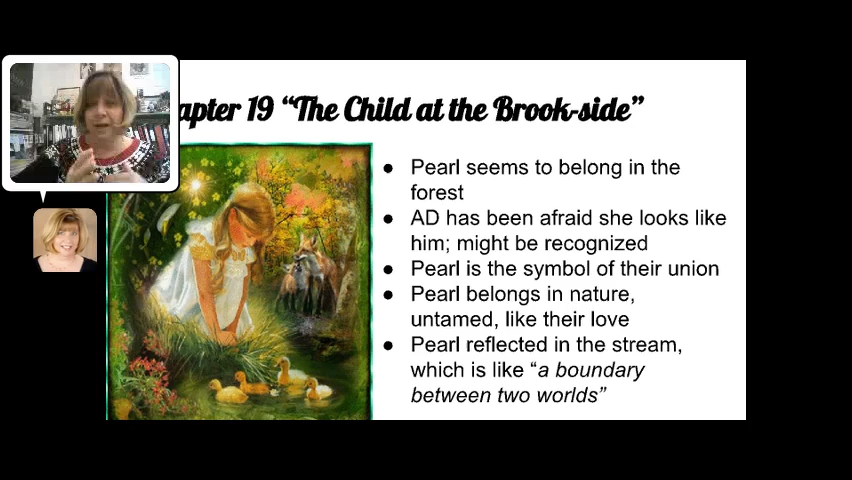 apter 19 “The Child at the Brook-side”
● Pearl seems to belong in the
forest
● AD has been afraid she looks like
him; might be recognized
● Pearl is the symbol of their union
● Pearl belongs in nature,
untamed, like their love
● Pearl reflected in the stream,
which is like “a boundary
between two worlds”